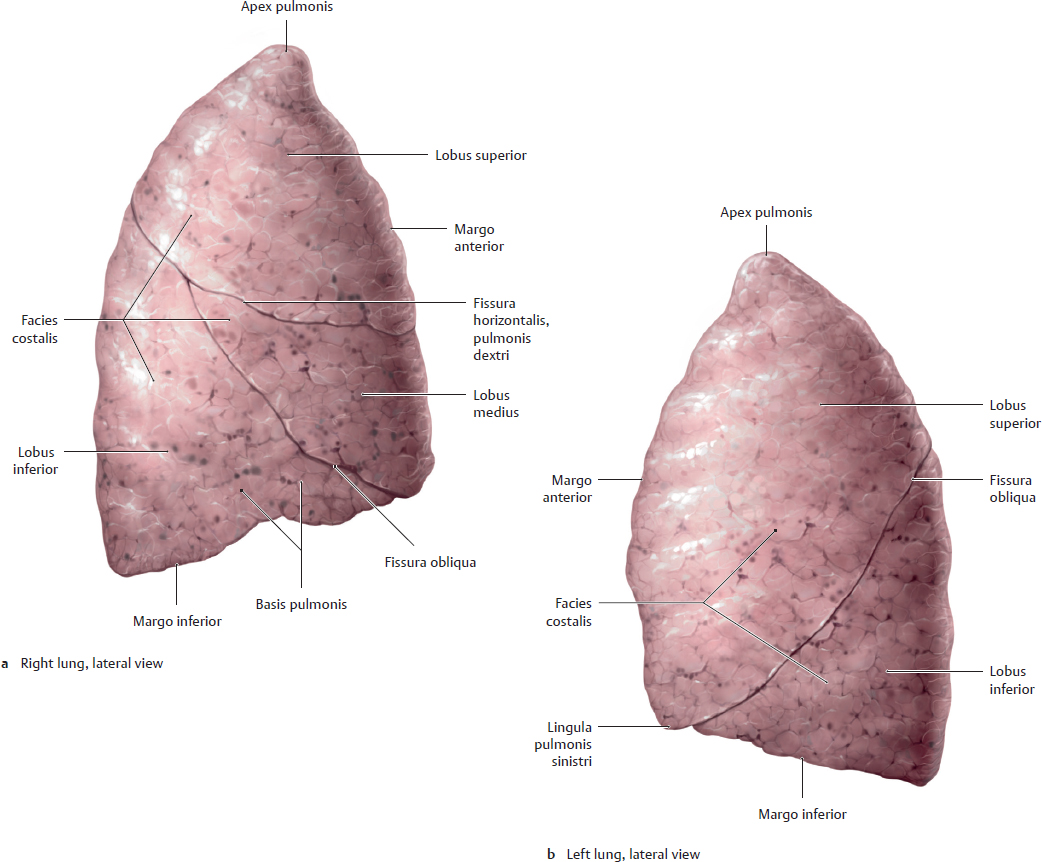 Apex pulmonis
Lobus superior
Margo
anterior
Fissura
horizontalis,
pulmonis
dextri
Facies
costalis
Lobus
medius
Lobus
inferior
Fissura obliqua
Basis pulmonis
Margo inferior
a Right lung, lateral view
Apex pulmonis
Lobus
superior
Margo
anterior
Fissura
obliqua
Facies
costalis
Lobus
inferior
Lingula
pulmonis
sinistri
Margo inferior
b Left lung, lateral view